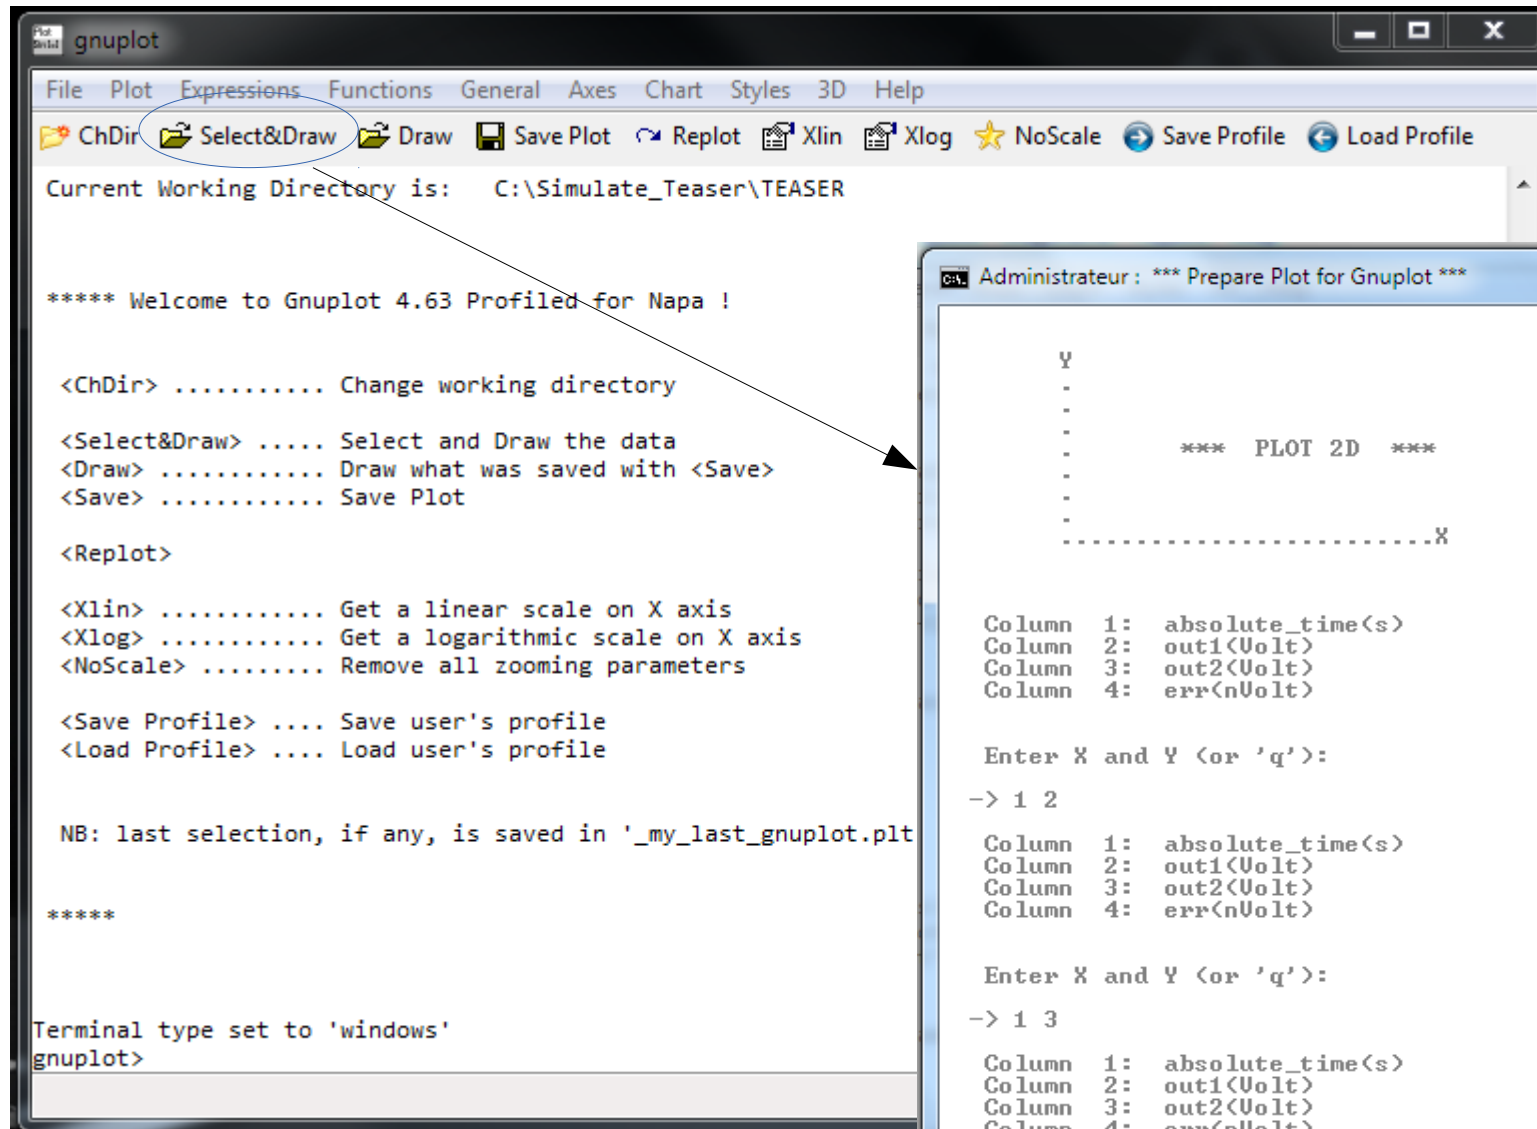 gnuplot
File Plot Expressions Functions General Axes Chart Styles 3D Help
ChDir Select&Draw Draw Save Plot Replot Xlin Xlog NoScale Save Profile Load Profile
Current Working Directory is: C:\Simulate_Teaser\TEASER
***** Welcome to Gnuplot 4.63 Profiled for Napa !
<ChDir> ........... Change working directory
<Select&Draw> ..... Select and Draw the data
<Draw> ............ Draw what was saved with <Save>
<Save> ............ Save Plot
<Replot>
<Xlin> ............ Get a linear scale on X axis
<Xlog> ............ Get a logarithmic scale on X axis
<NoScale> ......... Remove all zooming parameters
<Save Profile> .... Save user's profile
<Load Profile> .... Load user's profile
NB: last selection, if any, is saved in '_my_last_gnuplot.plt
*****
Terminal type set to 'windows'
gnuplot>
Administrateur : *** Prepare Plot for Gnuplot ***
Y
*** PLOT 2D ***
.........................X
Column 1: absolute_time(s)
Column 2: out1(Volt)
Column 3: out2(Volt)
Column 4: err(nVolt)
Enter X and Y (or 'q'):
-> 1 2
Column 1: absolute_time(s)
Column 2: out1(Volt)
Column 3: out2(Volt)
Column 4: err(nVolt)
Enter X and Y (or 'q'):
-> 1 3
Column 1: absolute_time(s)
Column 2: out1(Volt)
Column 3: out2(Volt)
Column 4: err(nVolt)